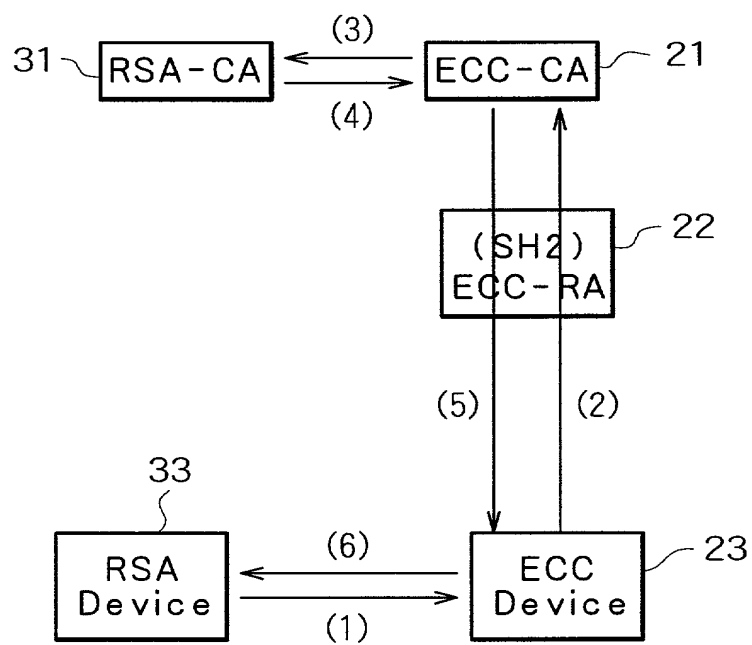 (3)
31
RSA-CA
ECC-CA
21
(4)
(SH2)
ECC-RA
22
(5)
(2)
33
RSA
Device
(6)
(1)
ECC
Device
23